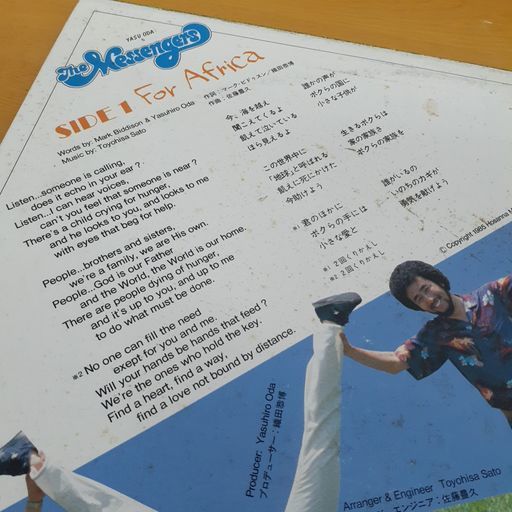 YASU ODA
&
The Messengers
SIDE 1 For Africa
Words by: Mark Biddison & Yasuhiro Oda
Music by: Toyohisa Sato
作詞：マーク・ビドゥスン／織田恭博
作曲：佐藤豊久
Listen...someone is calling,
does it echo in your ear?
Listen...I can hear voices,
can't you feel that someone is near?
There's a child crying for hunger,
and he looks to you, and looks to me
with eyes that beg for help.
People...brothers and sisters,
we're a family, we are His own.
People...God is our Father
and the World, the World is our home.
There are people dying of hunger,
and it's up to you, and up to me
to do what must be done.
※2 No one can fill the need
exept for you and me.
Will your hands be hands that feed?
We're the ones who hold the key.
Find a heart, find a way,
find a love not bound by distance.
今、海を越え
聞こえてくるよ
飢えて泣いている
ほら見えるよ
この世界中に
「地球」と呼ばれる
飢えに死にかけた
今助けよう
※1 君のほかに
ボクらの手には
小さな愛と
※1 2回くりかえし
※2 2回くりかえし
誰かの声が
ボクらの国に
小さな子供が
生きるボクらは
家の家族さ
ボクらの家族を
誰がいるの
いのちのカギが
勇気を届けよう
© Copyright 1985 Hosanna M
Producer: Yasuhiro Oda
プロデューサー：織田恭博
Arranger & Engineer Toyohisa Sato
エンジニア：佐藤豊久